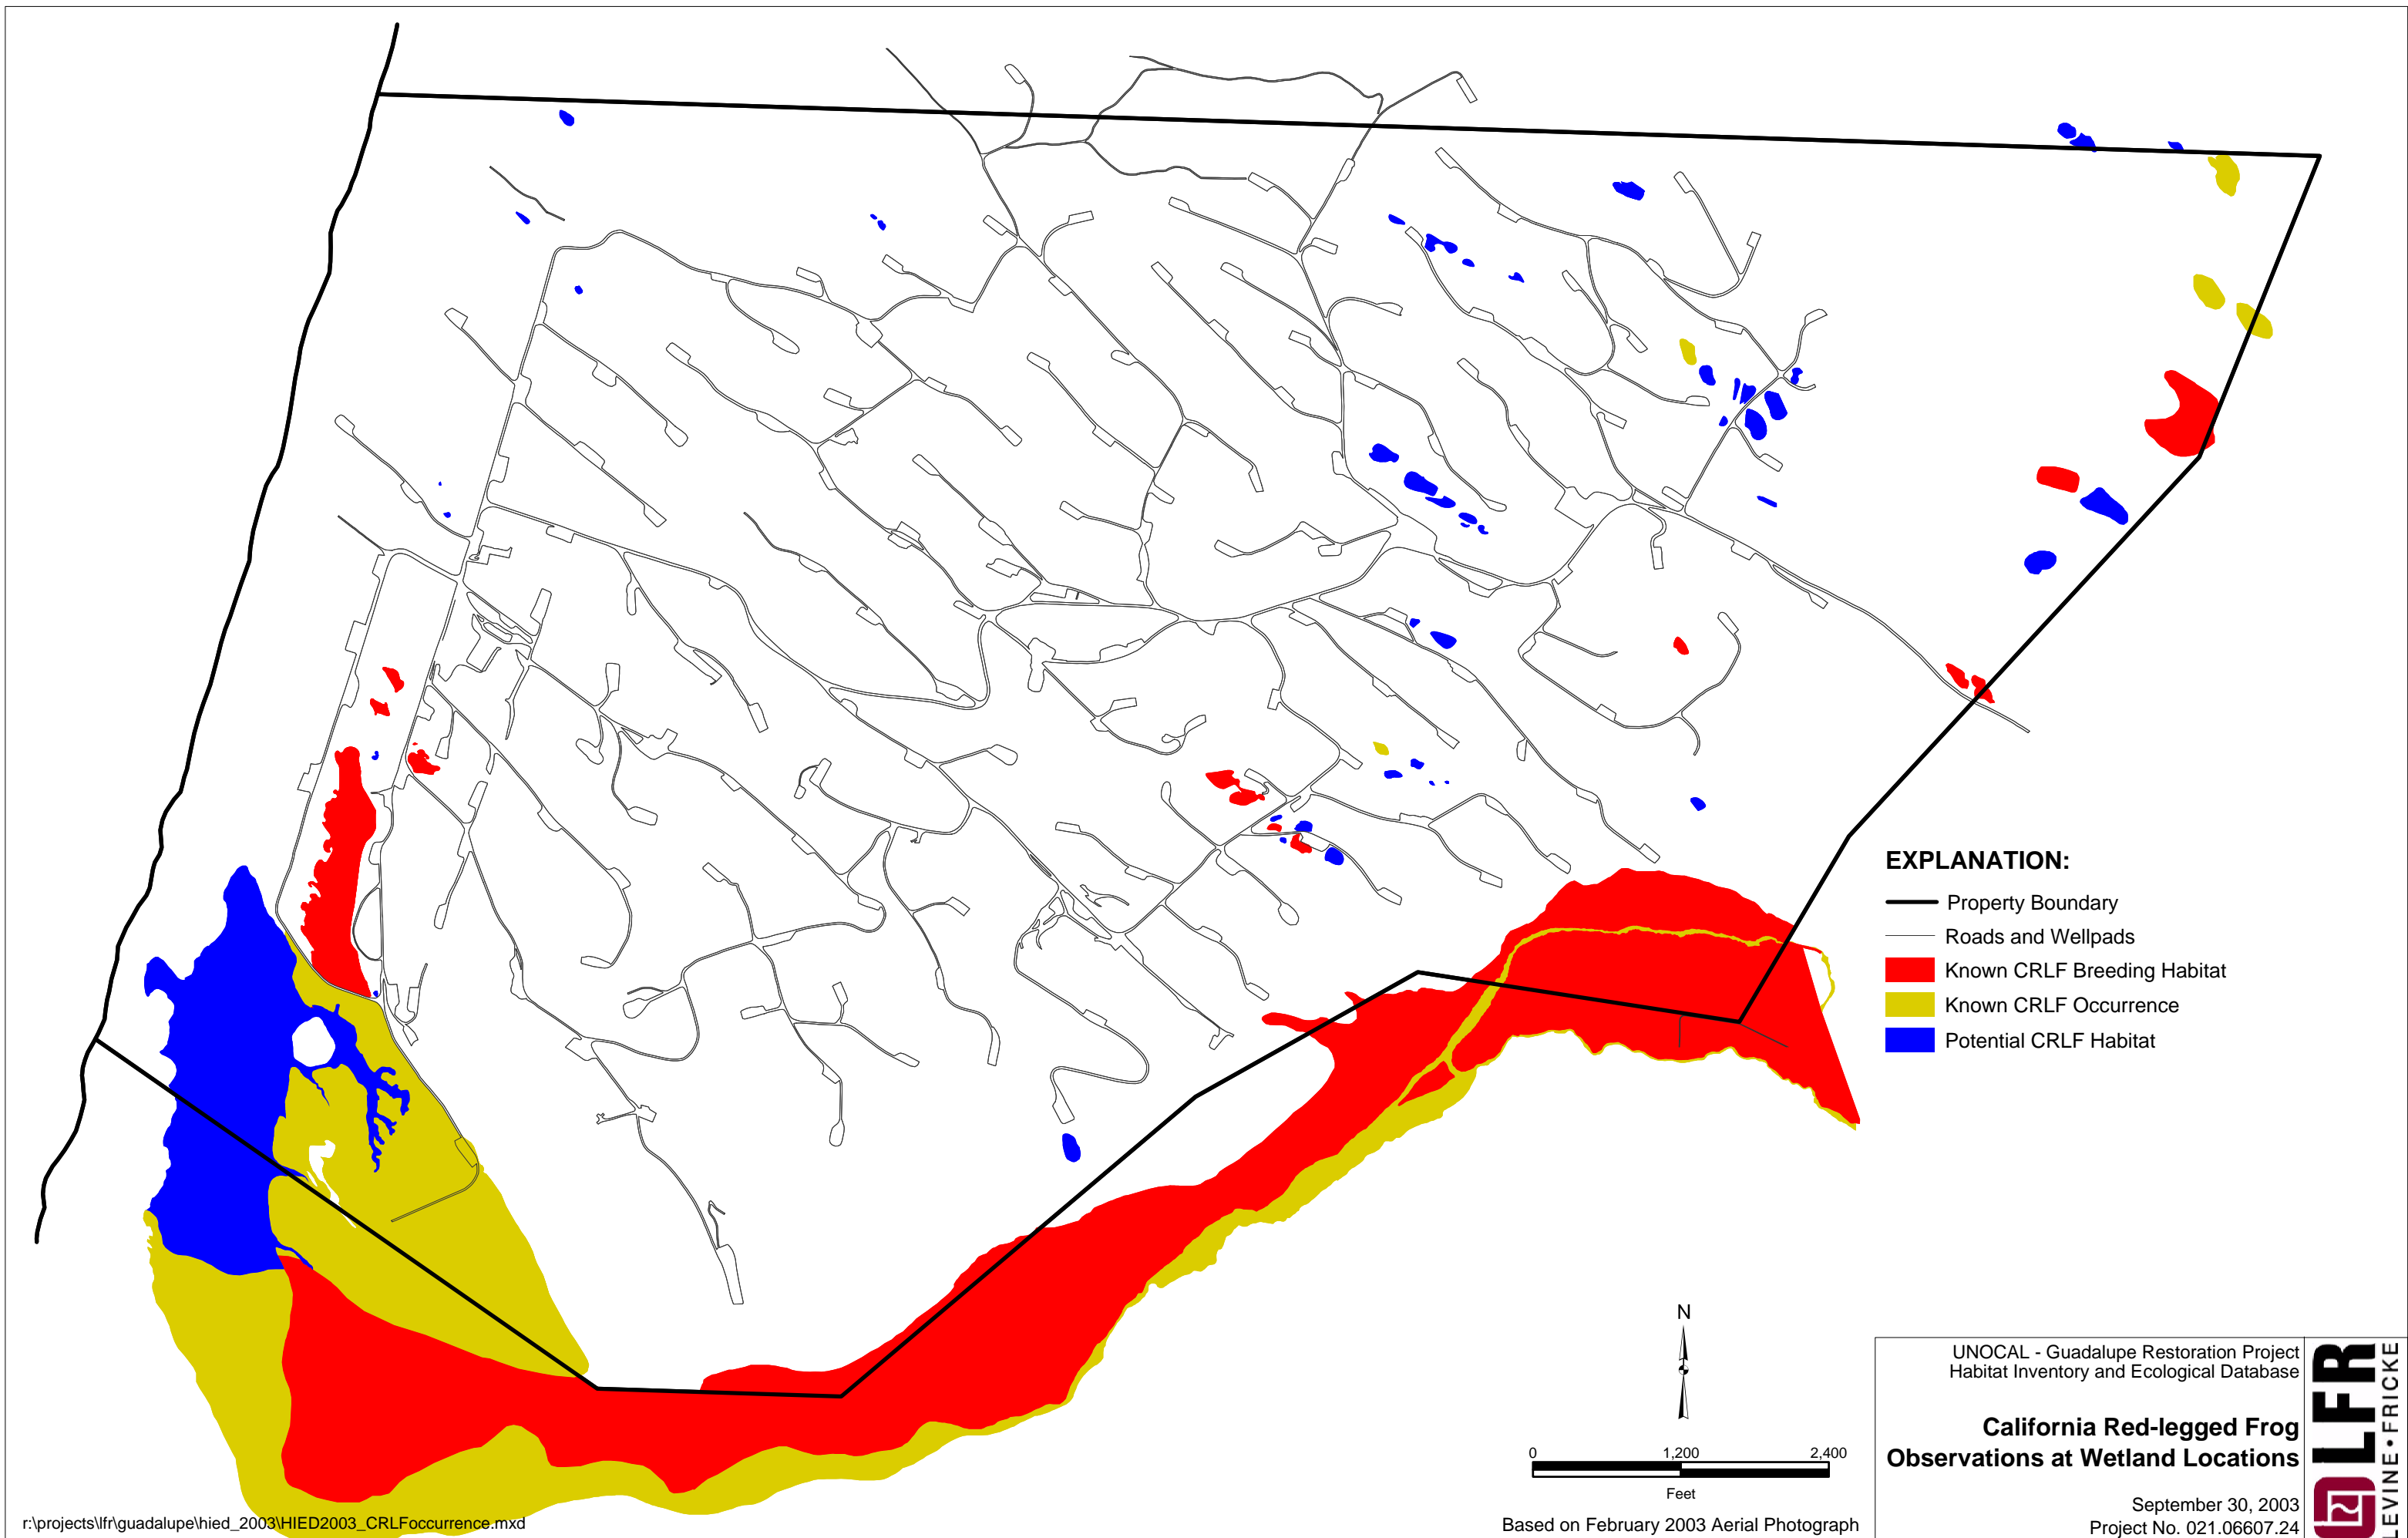 EXPLANATION:
Property Boundary
Roads and Wellpads
Known CRLF Breeding Habitat
Known CRLF Occurrence
Potential CRLF Habitat
N
0 1,200 2,400
Feet
Based on February 2003 Aerial Photograph
r:\projects\lfr\guadalupe\hied_2003\HIED2003_CRLFoccurrence.mxd
UNOCAL - Guadalupe Restoration Project
Habitat Inventory and Ecological Database
California Red-legged Frog
Observations at Wetland Locations
September 30, 2003
Project No. 021.06607.24
LFR
LEVINE•FRICKE